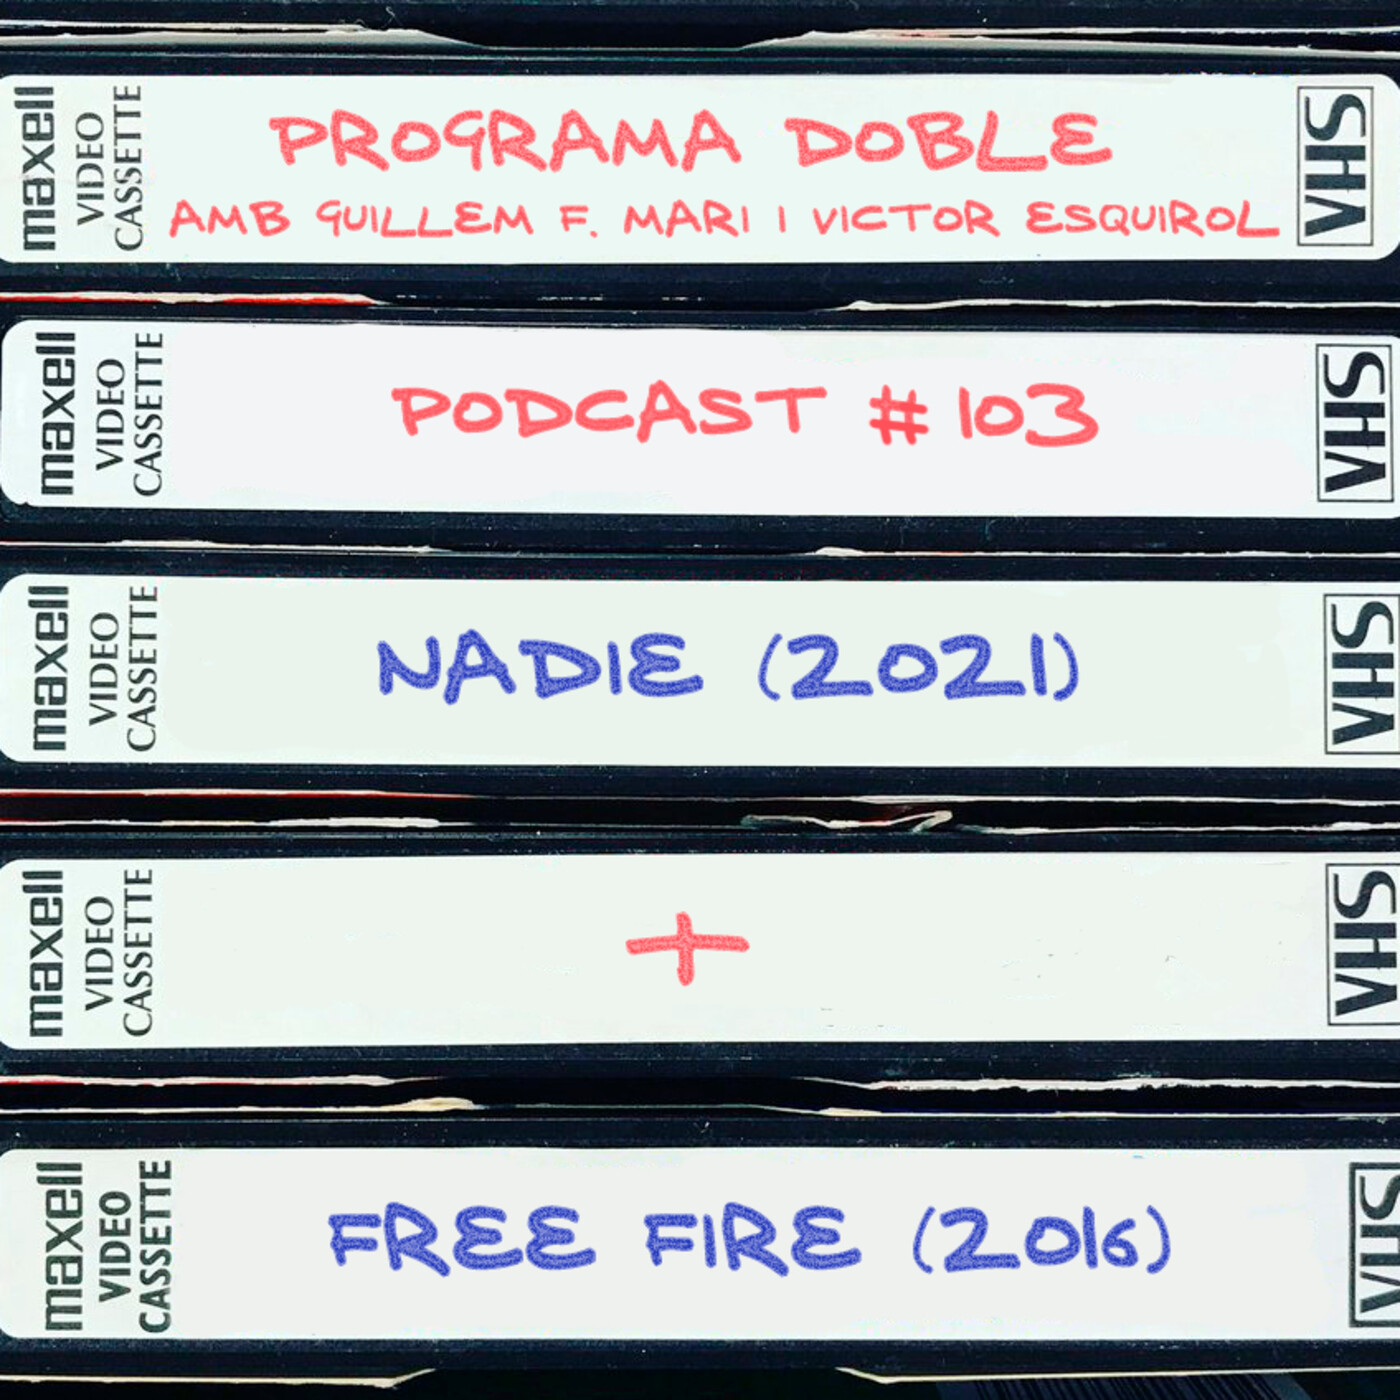 maxell
VIDEO
CASSETTE
PROGRAMA DOBLE
AMB GUILLEM F. MARI I VICTOR ESQUIROL
VHS
maxell
VIDEO
CASSETTE
PODCAST #103
VHS
maxell
VIDEO
CASSETTE
NADIE (2021)
VHS
maxell
VIDEO
CASSETTE
+
VHS
maxell
VIDEO
CASSETTE
FREE FIRE (2016)
VHS